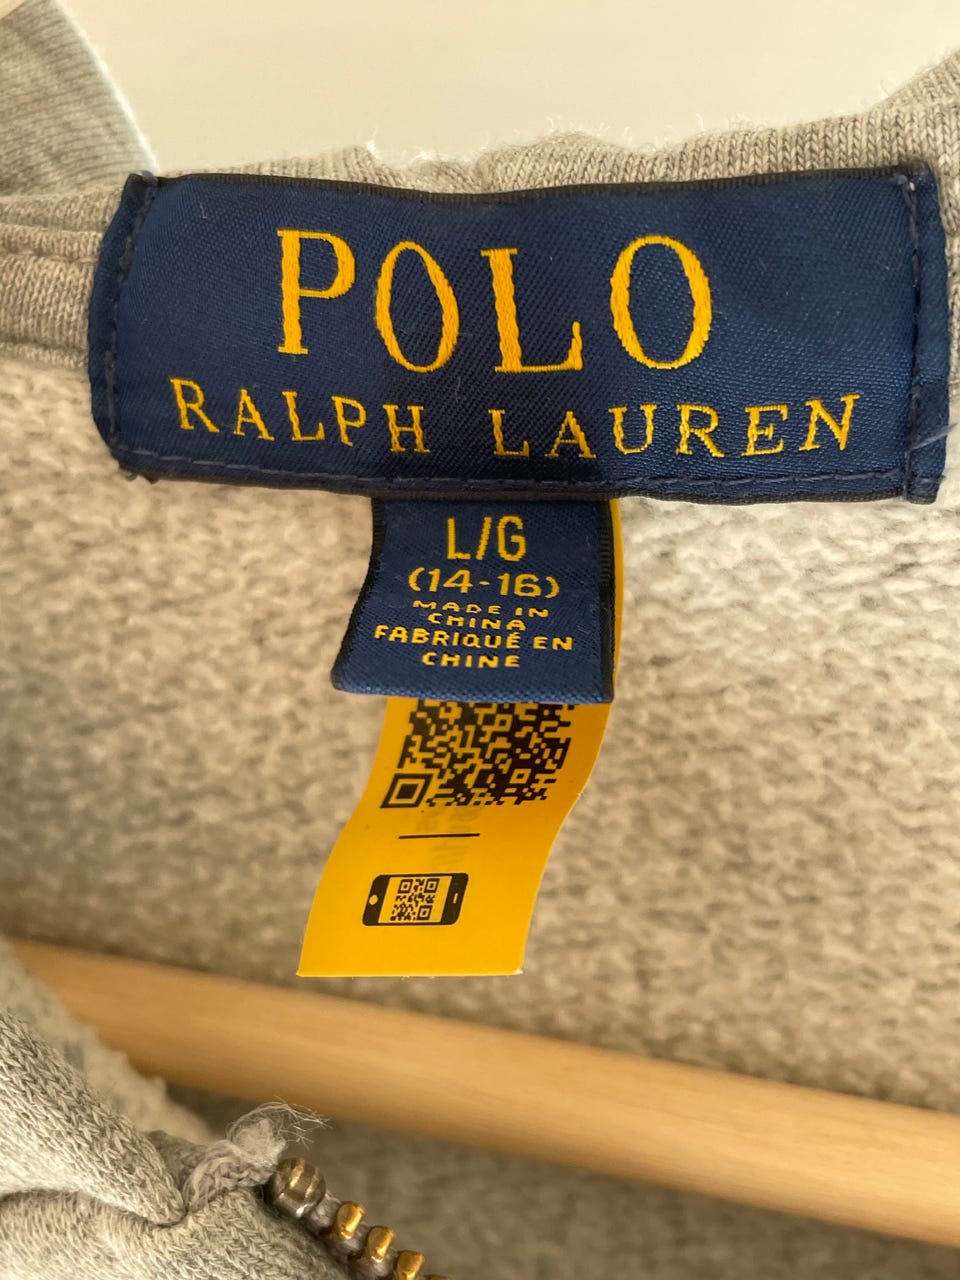 POLO
RALPH LAUREN
L/G
(14-16)
MADE IN
CHINA
FABRIQUÉ EN
CHINE